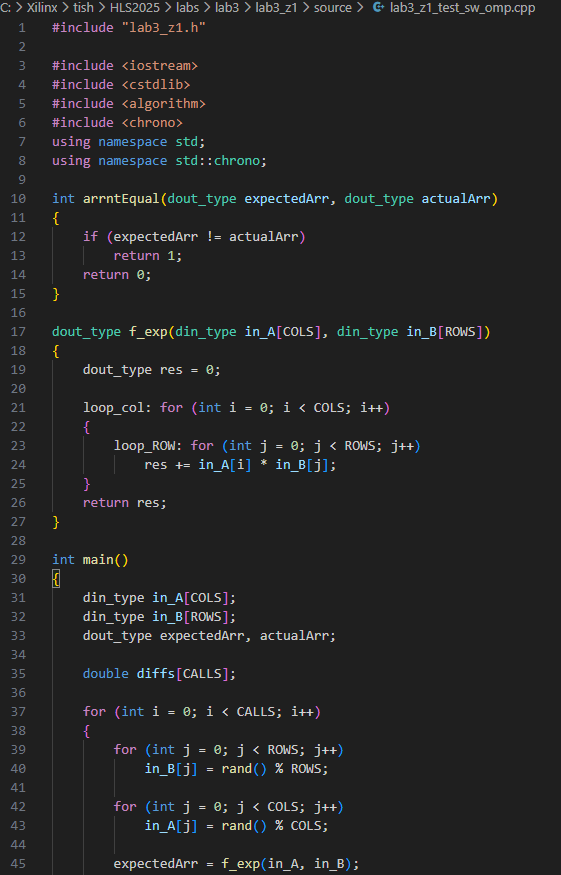 C: > Xilinx > tish > HLS2025 > labs > lab3 > lab3_z1 > source > lab3_z1_test_sw_omp.cpp
1 #include "lab3_z1.h"
2
3 #include <iostream>
4 #include <cstdlib>
5 #include <algorithm>
6 #include <chrono>
7 using namespace std;
8 using namespace std::chrono;
9
10 int arrntEqual(dout_type expectedArr, dout_type actualArr)
11 {
12     if (expectedArr != actualArr)
13         return 1;
14     return 0;
15 }
16
17 dout_type f_exp(din_type in_A[COLS], din_type in_B[ROWS])
18 {
19     dout_type res = 0;
20
21     loop_col: for (int i = 0; i < COLS; i++)
22     {
23         loop_ROW: for (int j = 0; j < ROWS; j++)
24             res += in_A[i] * in_B[j];
25     }
26     return res;
27 }
28
29 int main()
30 {
31     din_type in_A[COLS];
32     din_type in_B[ROWS];
33     dout_type expectedArr, actualArr;
34
35     double diffs[CALLS];
36
37     for (int i = 0; i < CALLS; i++)
38     {
39         for (int j = 0; j < ROWS; j++)
40             in_B[j] = rand() % ROWS;
41
42         for (int j = 0; j < COLS; j++)
43             in_A[j] = rand() % COLS;
44
45         expectedArr = f_exp(in_A, in_B);